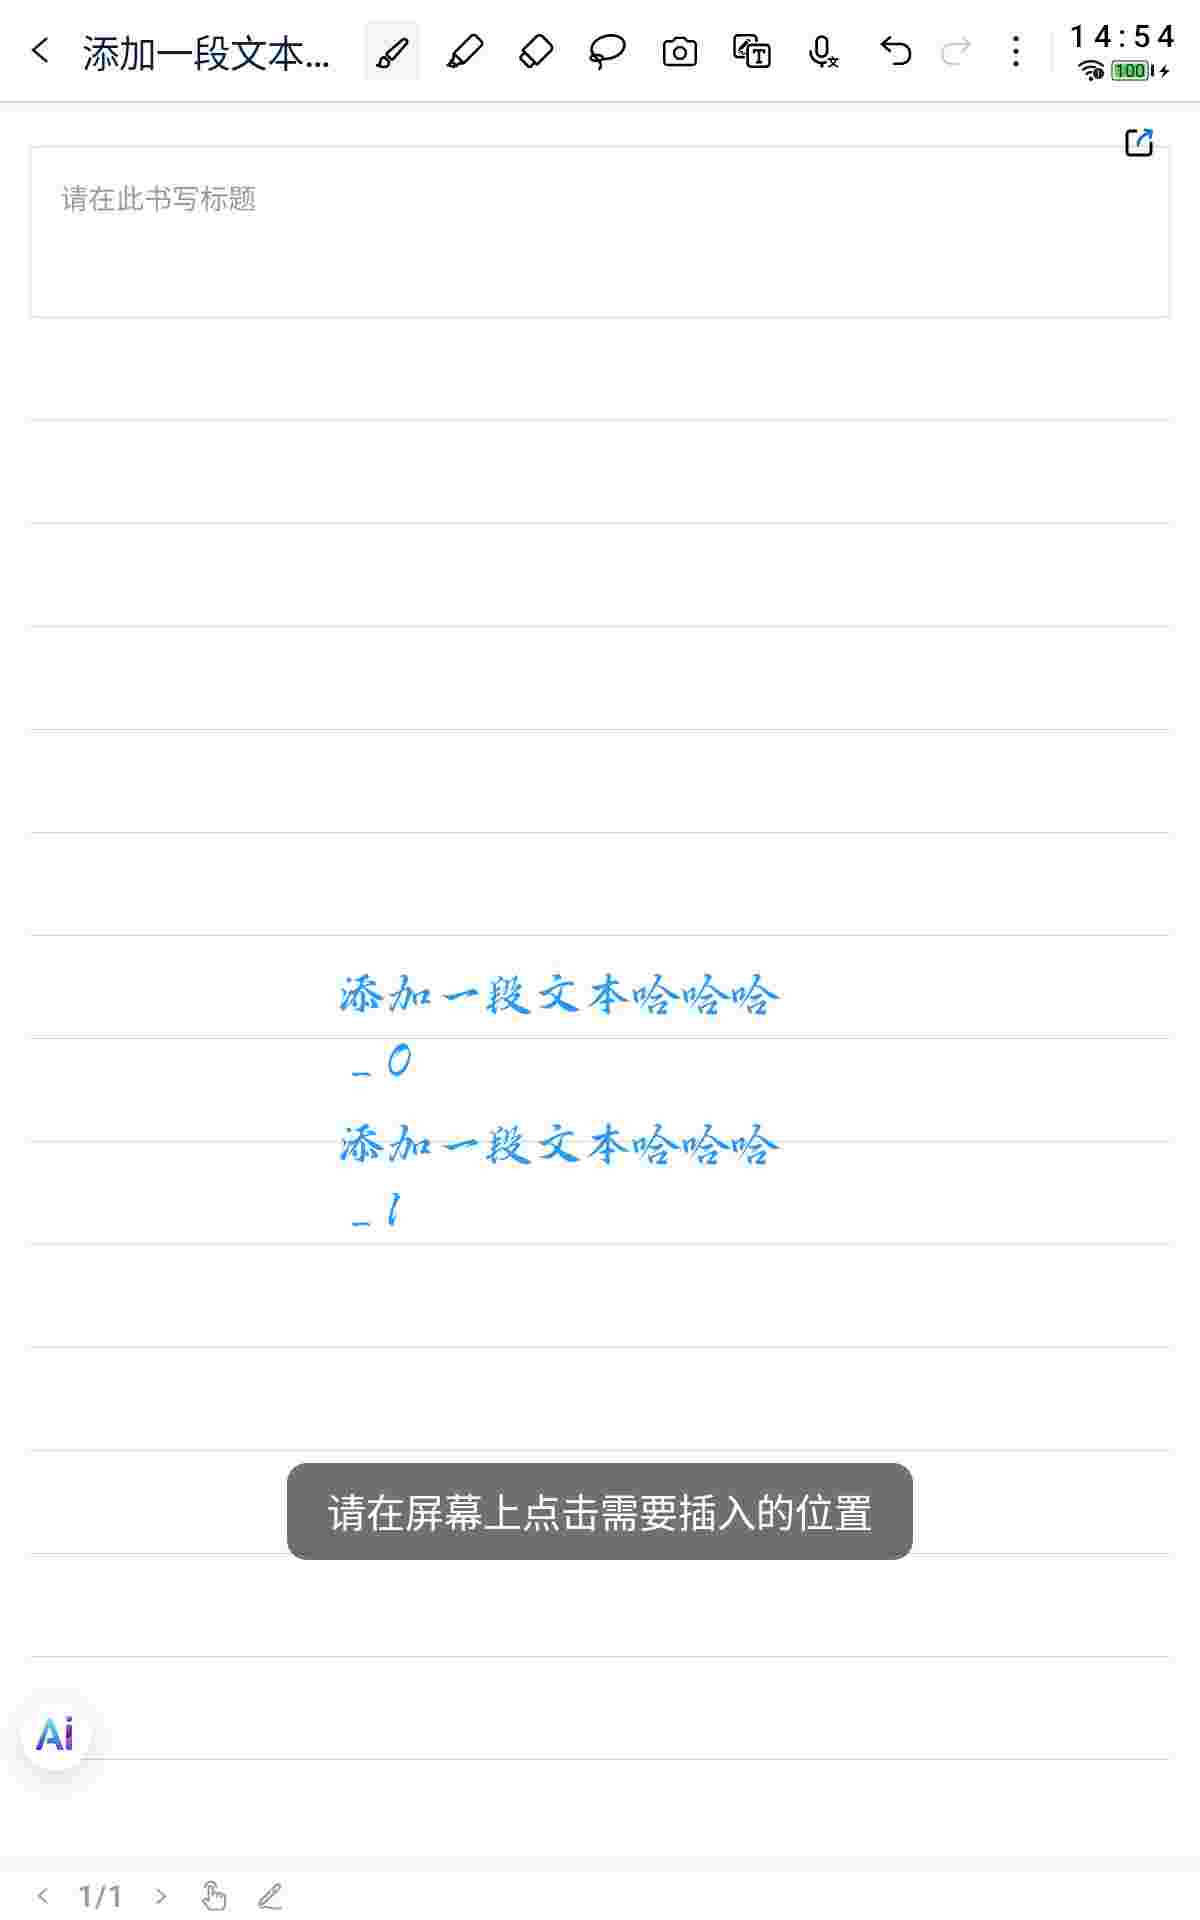 添加一段文本... 14:54
100
请在此书写标题
添加一段文本哈哈哈
_0
添加一段文本哈哈哈
_1
请在屏幕上点击需要插入的位置
Ai
1/1